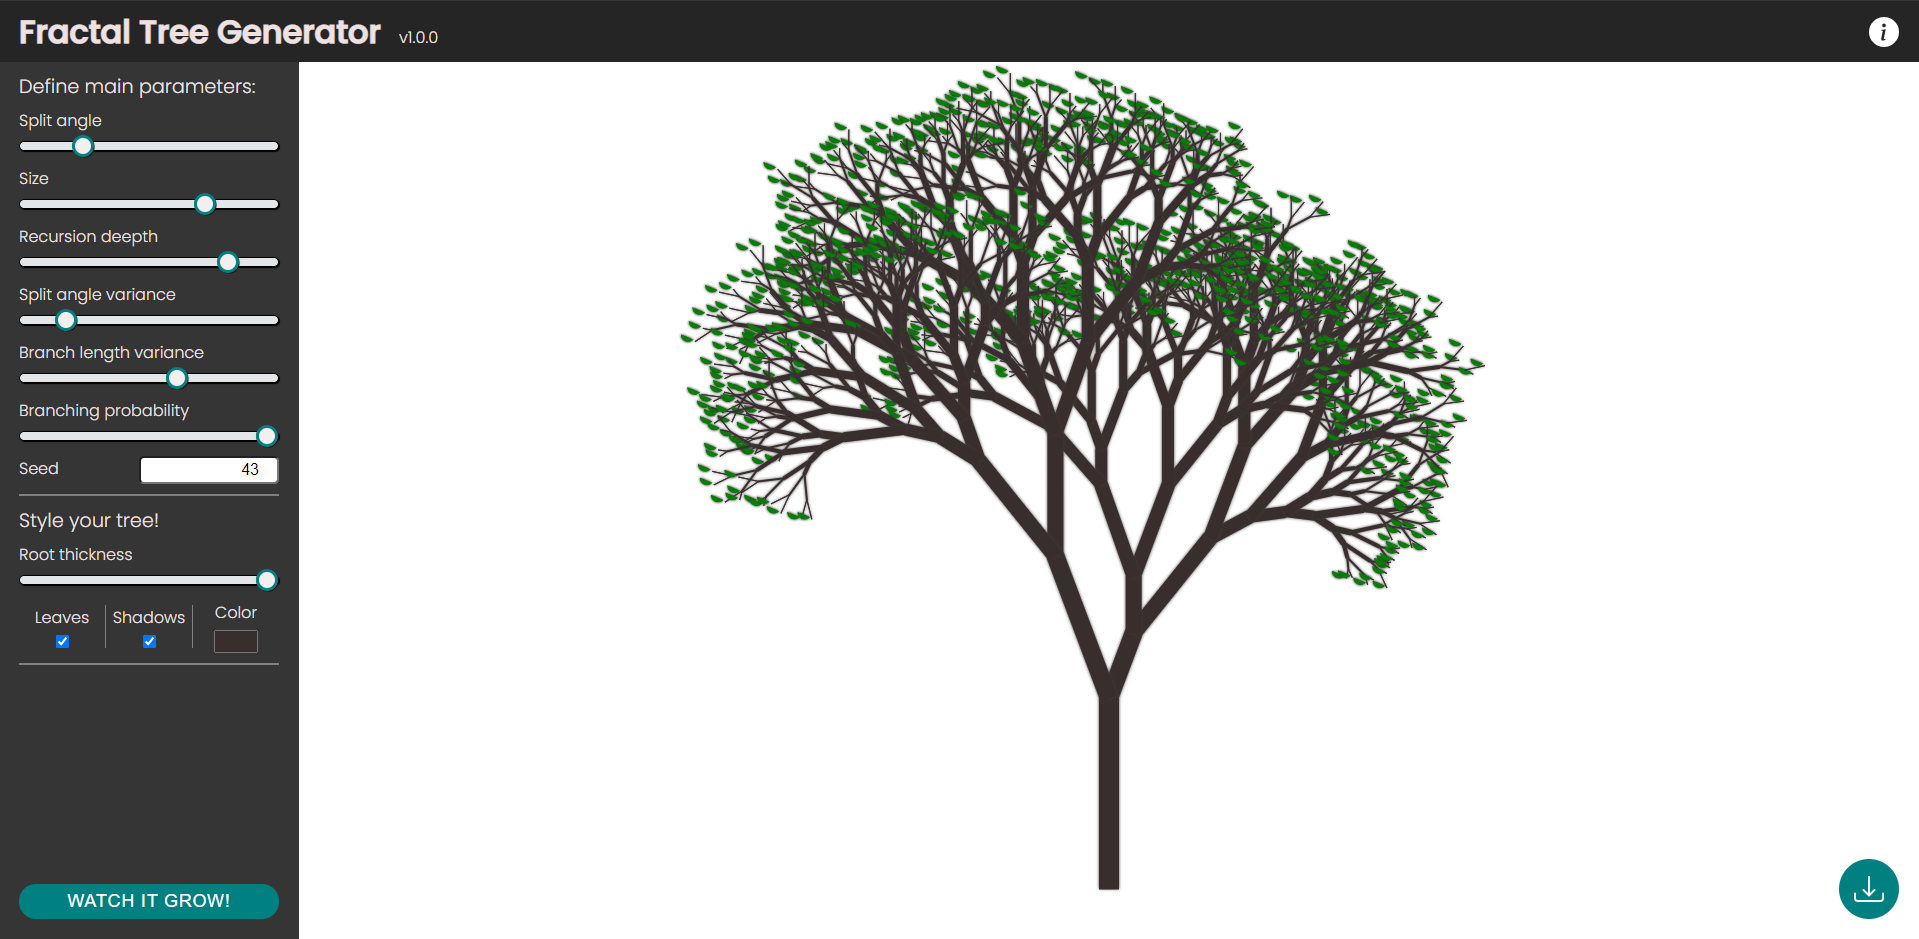 Fractal Tree Generator v1.0.0
i
Define main parameters:
Split angle
Size
Recursion deepth
Split angle variance
Branch length variance
Branching probability
Seed 43
Style your tree!
Root thickness
Leaves Shadows Color
WATCH IT GROW!